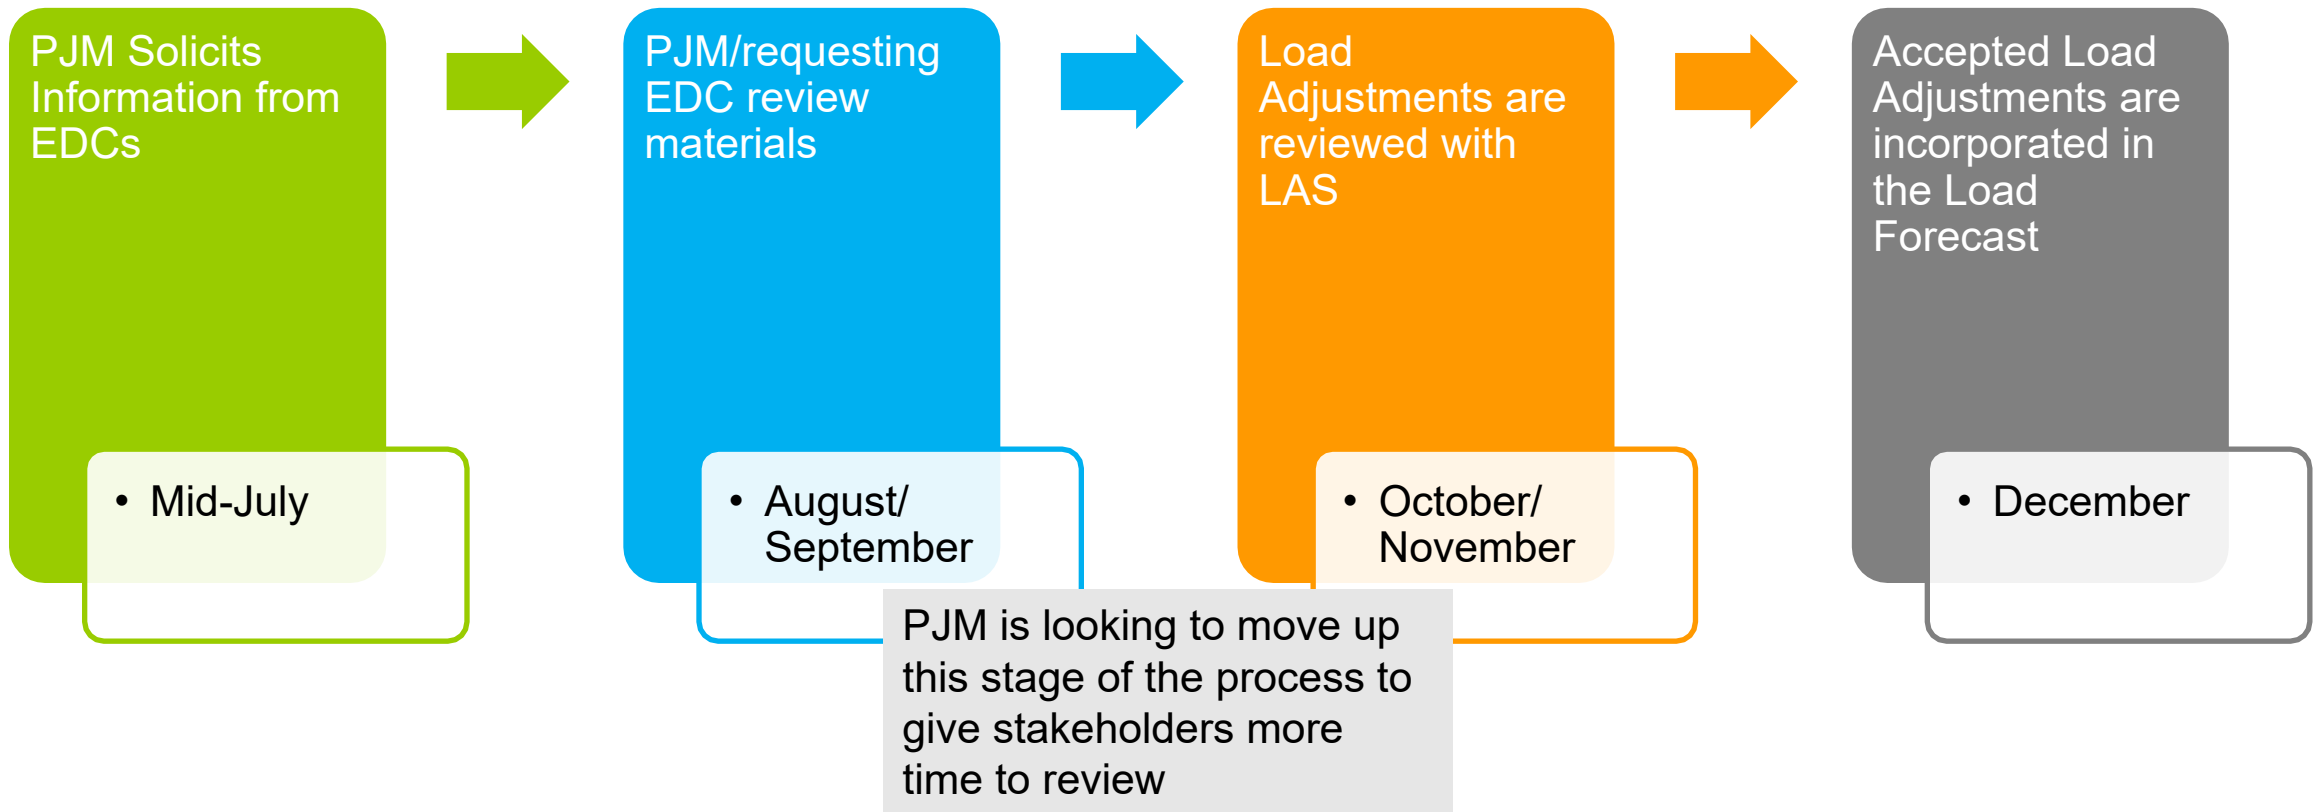 PJM Solicits
Information from
EDCs
• Mid-July
PJM/requesting
EDC review
materials
• August/
September
Load
Adjustments are
reviewed with
LAS
• October/
November
Accepted Load
Adjustments are
incorporated in
the Load
Forecast
• December
PJM is looking to move up
this stage of the process to
give stakeholders more
time to review